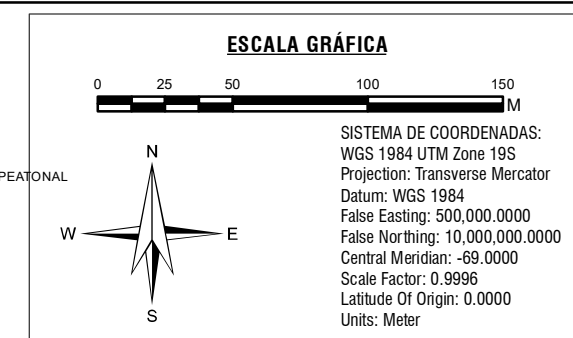 ESCALA GRÁFICA
0 25 50 100 150
M
SISTEMA DE COORDENADAS:
WGS 1984 UTM Zone 19S
Projection: Transverse Mercator
Datum: WGS 1984
False Easting: 500,000.0000
False Northing: 10,000,000.0000
Central Meridian: -69.0000
Scale Factor: 0.9996
Latitude Of Origin: 0.0000
Units: Meter
PEATONAL
N
W E
S